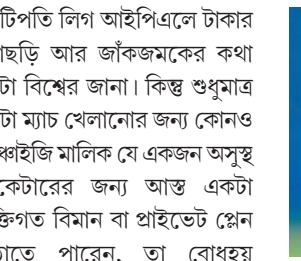 টিপতি লিগ আইপিএলে টাকার
ছড়ি আর জাঁকজমকের কথা
টা বিশ্বের জানা। কিন্তু শুধুমাত্র
টা ম্যাচ খেলানোর জন্য কোনও
ঞ্চাইজি মালিক যে একজন অসুস্থ
কেটারের জন্য আস্ত একটা
ক্তিগত বিমান বা প্রাইভেট প্লেন
পারেন, তা বোধহয়